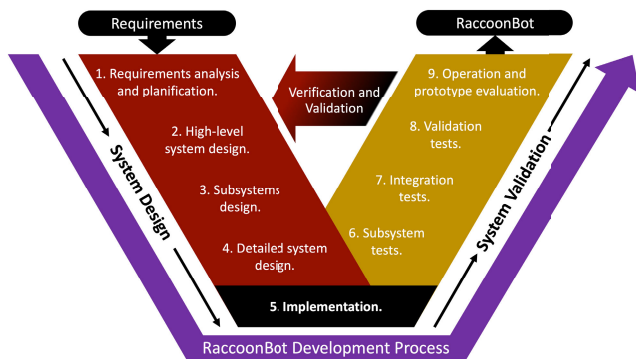 Requirements
RaccoonBot
1. Requirements analysis
and planification.
2. High-level
system design.
3. Subsystems
design.
4. Detailed system
design.
5. Implementation.
Verification and
Validation
9. Operation and
prototype evaluation.
8. Validation
tests.
7. Integration
tests.
6. Subsystem
tests.
System Design
System Validation
RaccoonBot Development Process